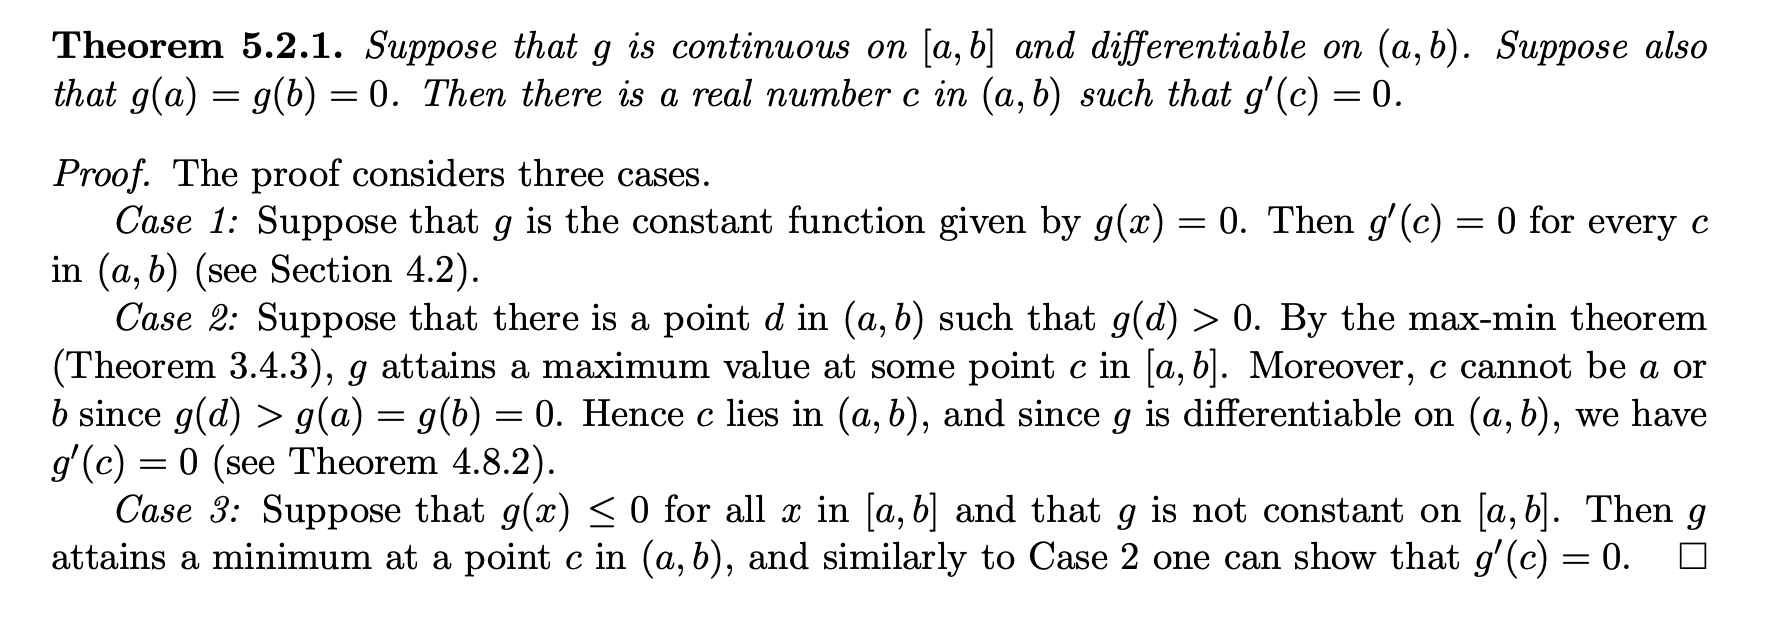 Theorem 5.2.1. Suppose that g is continuous on [a, b] and differentiable on (a, b). Suppose also
that g(a) = g(b) = 0. Then there is a real number c in (a, b) such that g′(c) = 0.
Proof. The proof considers three cases.
Case 1: Suppose that g is the constant function given by g(x) = 0. Then g′(c) = 0 for every c
in (a, b) (see Section 4.2).
Case 2: Suppose that there is a point d in (a, b) such that g(d) > 0. By the max-min theorem
(Theorem 3.4.3), g attains a maximum value at some point c in [a, b]. Moreover, c cannot be a or
b since g(d) > g(a) = g(b) = 0. Hence c lies in (a, b), and since g is differentiable on (a, b), we have
g′(c) = 0 (see Theorem 4.8.2).
Case 3: Suppose that g(x) ≤ 0 for all x in [a, b] and that g is not constant on [a, b]. Then g
attains a minimum at a point c in (a, b), and similarly to Case 2 one can show that g′(c) = 0. □